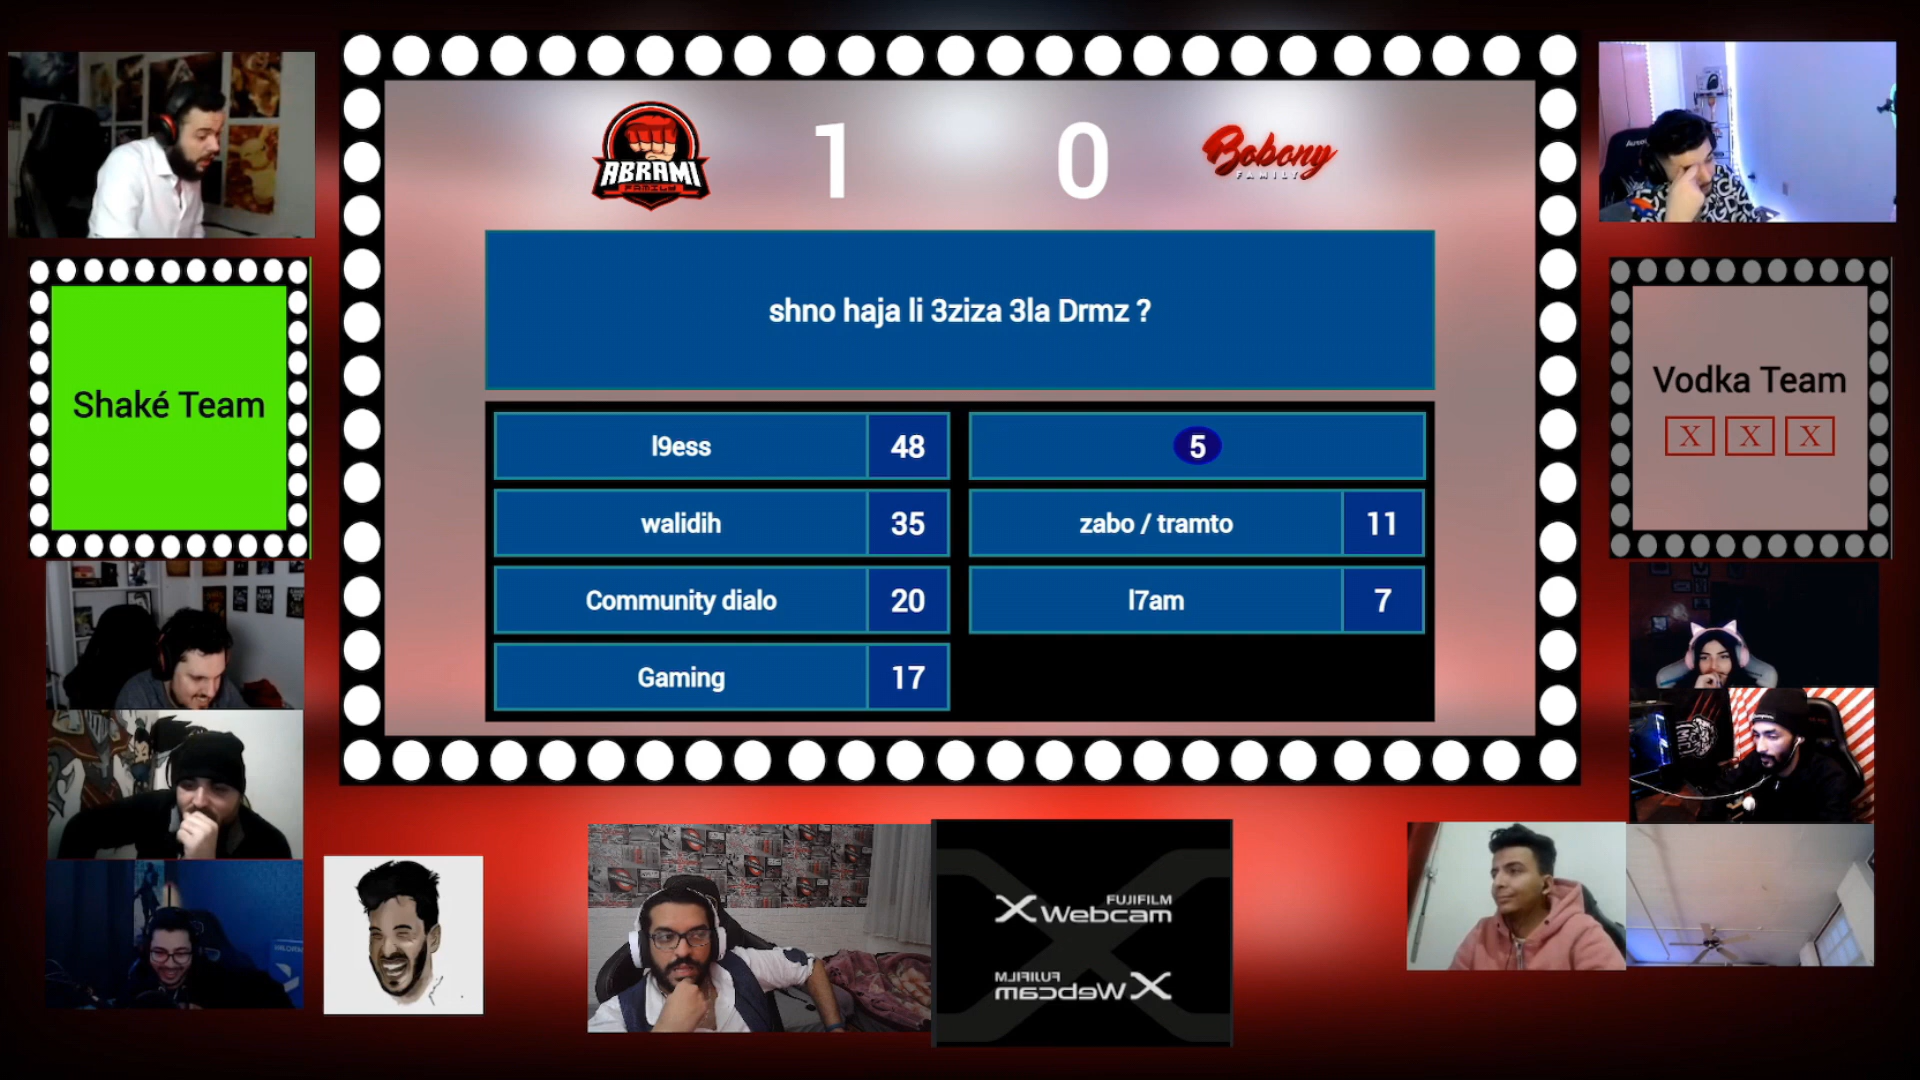 ABRAMI
FAMILY
1
0
Bobony
FAMILY
shno haja li 3ziza 3la Drmz ?
Shaké Team
Vodka Team
X X X
l9ess 48
5
walidih 35
zabo / tramto 11
Community dialo 20
l7am 7
Gaming 17
FUJIFILM
X Webcam
FUJIFILM
X Webcam